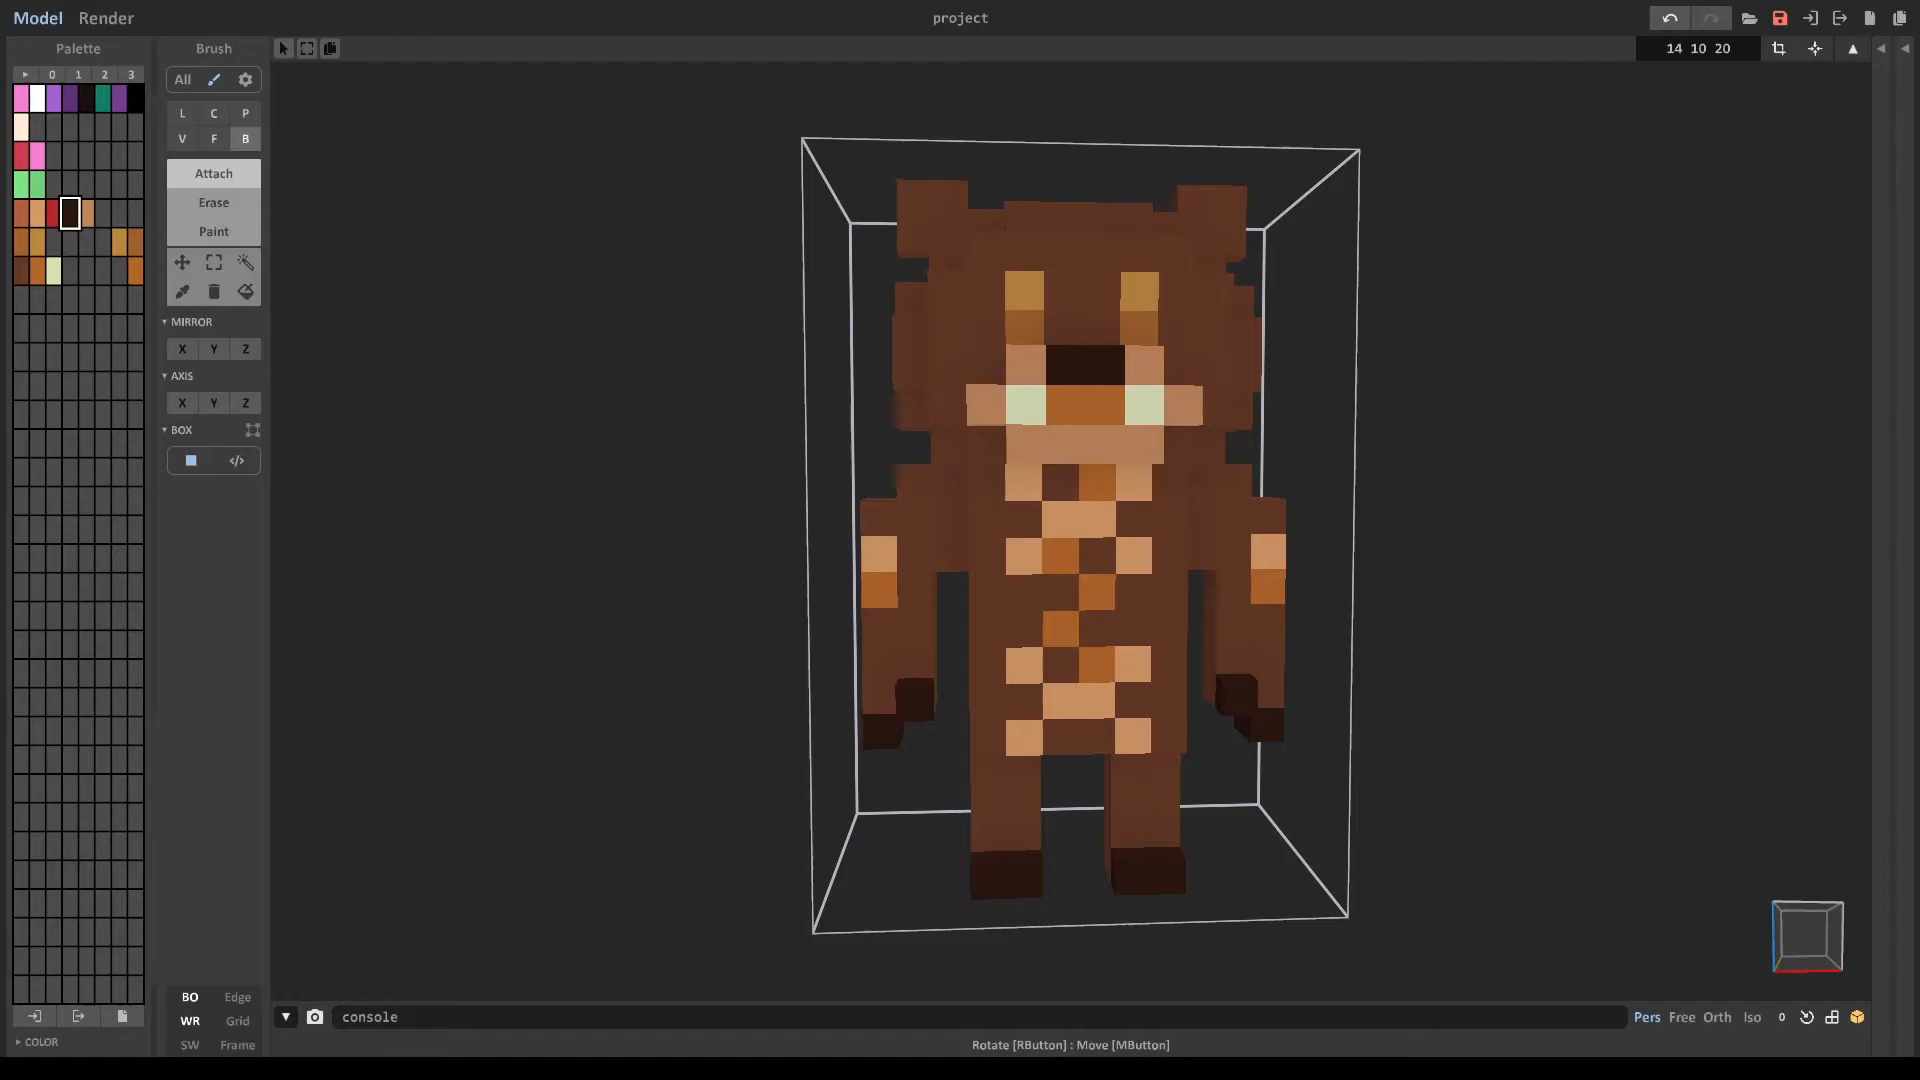 Model Render
project
Palette
Brush
14 10 20
0 1 2 3
All
L C P
V F B
Attach
Erase
Paint
MIRROR
X Y Z
AXIS
X Y Z
BOX
BO Edge
WR Grid
SW Frame
console
Pers Free Orth Iso 0
COLOR
Rotate [RButton] : Move [MButton]